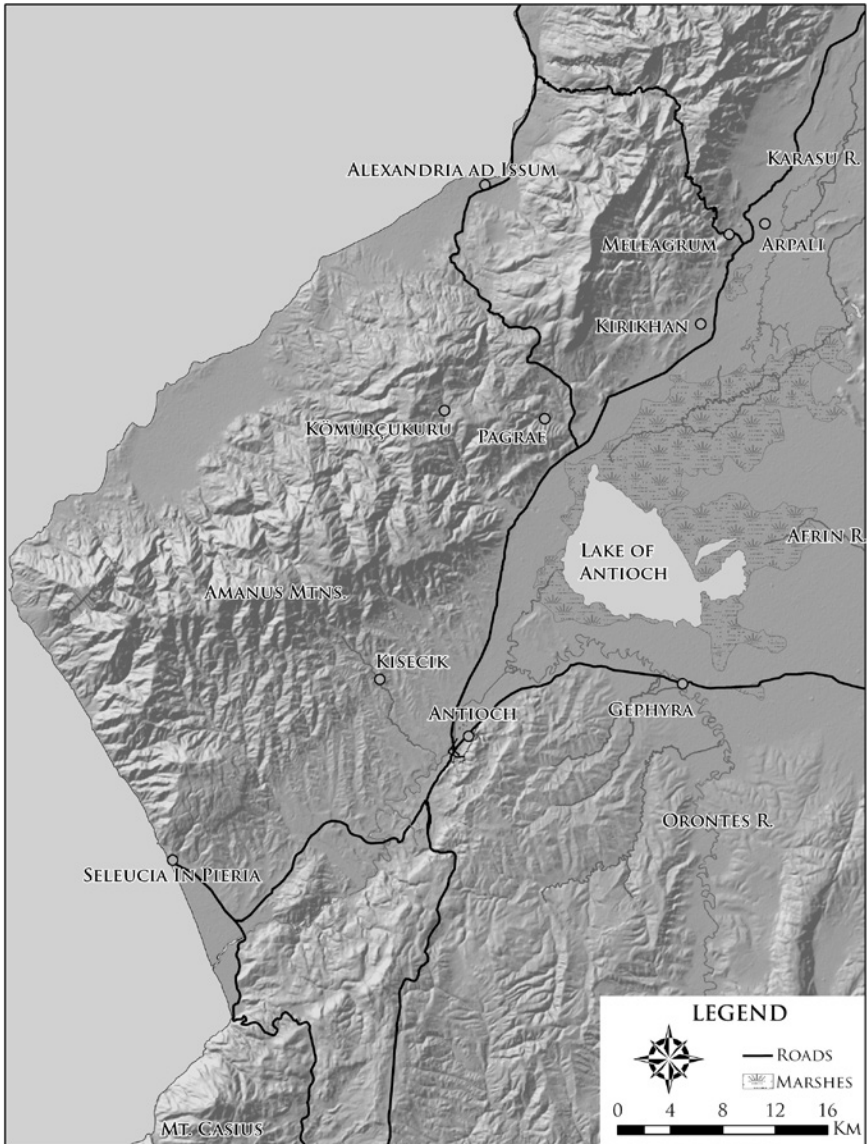 ALEXANDRIA AD ISSUM
KARASU R.
MELEAGRUM
ARPALI
KIRIKHAN
KÖMÜRÇUKURU
PAGRAE
LAKE OF
ANTIOCH
AFRIN R.
AMANUS MTNS.
KISECIK
ANTIOCH
GEPHYRA
ORONTES R.
SELEUCIA IN PIERIA
MT. CASIUS
LEGEND
ROADS
MARSHES
0 4 8 12 16
KM